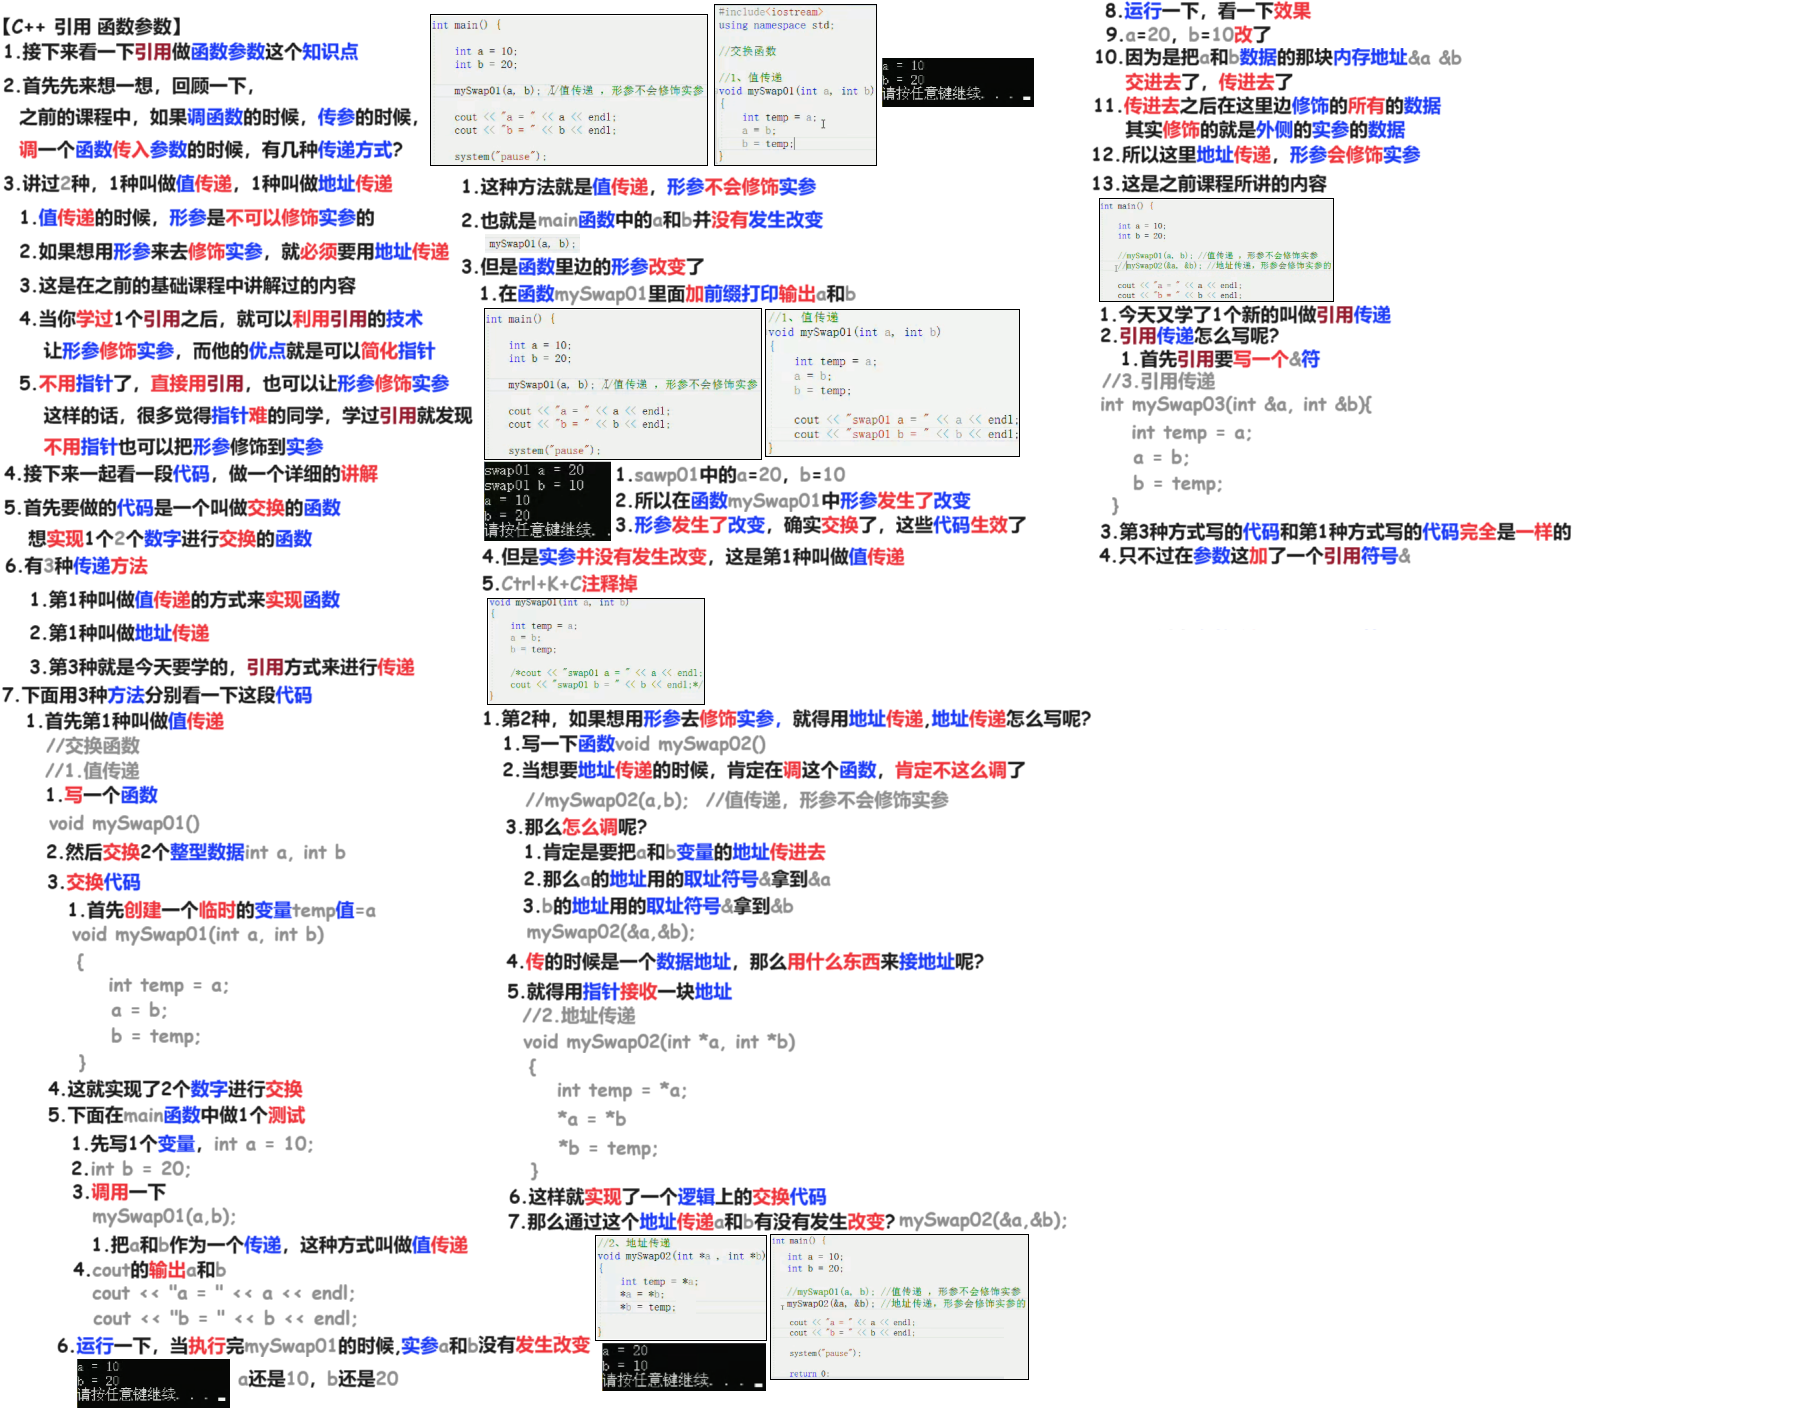 【C++ 引用 函数参数】
1.接下来看一下引用做函数参数这个知识点
2.首先先来想一想，回顾一下，
之前的课程中，如果调函数的时候，传参的时候，
调一个函数传入参数的时候，有几种传递方式?
3.讲过2种，1种叫做值传递，1种叫做地址传递
1.值传递的时候，形参是不可以修饰实参的
2.如果想用形参来去修饰实参，就必须要用地址传递
3.这是在之前的基础课程中讲解过的内容
4.当你学过1个引用之后，就可以利用引用的技术
让形参修饰实参，而他的优点就是可以简化指针
5.不用指针了，直接用引用，也可以让形参修饰实参
这样的话，很多觉得指针难的同学，学过引用就发现
不用指针也可以把形参修饰到实参
4.接下来一起看一段代码，做一个详细的讲解
5.首先要做的代码是一个叫做交换的函数
想实现1个2个数字进行交换的函数
6.有3种传递方法
1.第1种叫做值传递的方式来实现函数
2.第1种叫做地址传递
3.第3种就是今天要学的，引用方式来进行传递
7.下面用3种方法分别看一下这段代码
1.首先第1种叫做值传递
//交换函数
//1.值传递
1.写一个函数
void mySwap01()
2.然后交换2个整型数据int a, int b
3.交换代码
1.首先创建一个临时的变量temp值=a
void mySwap01(int a, int b)
{
int temp = a;
a = b;
b = temp;
}
4.这就实现了2个数字进行交换
5.下面在main函数中做1个测试
1.先写1个变量，int a = 10;
2.int b = 20;
3.调用一下
mySwap01(a,b);
1.把a和b作为一个传递，这种方式叫做值传递
4.cout的输出a和b
cout << "a = " << a << endl;
cout << "b = " << b << endl;
6.运行一下，当执行完mySwap01的时候,实参a和b没有发生改变
a = 10
b = 20
请按任意键继续. . . _
a还是10，b还是20
int main() {
int a = 10;
int b = 20;
mySwap01(a, b); //值传递 ，形参不会修饰实参
cout << "a = " << a << endl;
cout << "b = " << b << endl;
system("pause");
#include<iostream>
using namespace std;
//交换函数
//1、值传递
void mySwap01(int a, int b)
{
int temp = a;
a = b;
b = temp;
}
a = 10
b = 20
请按任意键继续. . . _
1.这种方法就是值传递，形参不会修饰实参
2.也就是main函数中的a和b并没有发生改变
mySwap01(a, b);
3.但是函数里边的形参改变了
1.在函数mySwap01里面加前缀打印输出a和b
int main() {
int a = 10;
int b = 20;
mySwap01(a, b); //值传递 ，形参不会修饰实参
cout << "a = " << a << endl;
cout << "b = " << b << endl;
system("pause");
//1、值传递
void mySwap01(int a, int b)
{
int temp = a;
a = b;
b = temp;
cout << "swap01 a = " << a << endl;
cout << "swap01 b = " << b << endl;
}
swap01 a = 20
swap01 b = 10
a = 10
b = 20
请按任意键继续. .
1.sawp01中的a=20，b=10
2.所以在函数mySwap01中形参发生了改变
3.形参发生了改变，确实交换了，这些代码生效了
4.但是实参并没有发生改变，这是第1种叫做值传递
5.Ctrl+K+C注释掉
void mySwap01(int a, int b)
{
int temp = a;
a = b;
b = temp;
/*cout << "swap01 a = " << a << endl;
cout << "swap01 b = " << b << endl;*/
}
1.第2种，如果想用形参去修饰实参，就得用地址传递,地址传递怎么写呢?
1.写一下函数void mySwap02()
2.当想要地址传递的时候，肯定在调这个函数，肯定不这么调了
//mySwap02(a,b); //值传递，形参不会修饰实参
3.那么怎么调呢?
1.肯定是要把a和b变量的地址传进去
2.那么a的地址用的取址符号&拿到&a
3.b的地址用的取址符号&拿到&b
mySwap02(&a,&b);
4.传的时候是一个数据地址，那么用什么东西来接地址呢?
5.就得用指针接收一块地址
//2.地址传递
void mySwap02(int *a, int *b)
{
int temp = *a;
*a = *b
*b = temp;
}
6.这样就实现了一个逻辑上的交换代码
7.那么通过这个地址传递a和b有没有发生改变? mySwap02(&a,&b);
//2、地址传递
void mySwap02(int *a , int *b)
{
int temp = *a;
*a = *b;
*b = temp;
}
a = 20
b = 10
请按任意键继续. . . _
int main() {
int a = 10;
int b = 20;
//mySwap01(a, b); //值传递 ，形参不会修饰实参
mySwap02(&a, &b); //地址传递，形参会修饰实参的
cout << "a = " << a << endl;
cout << "b = " << b << endl;
system("pause");
return 0;
8.运行一下，看一下效果
9.a=20，b=10改了
10.因为是把a和b数据的那块内存地址&a &b
交进去了，传进去了
11.传进去之后在这里边修饰的所有的数据
其实修饰的就是外侧的实参的数据
12.所以这里地址传递，形参会修饰实参
13.这是之前课程所讲的内容
int main() {
int a = 10;
int b = 20;
//mySwap01(a, b); //值传递 ，形参不会修饰实参
//mySwap02(&a, &b); //地址传递，形参会修饰实参的
cout << "a = " << a << endl;
cout << "b = " << b << endl;
1.今天又学了1个新的叫做引用传递
2.引用传递怎么写呢?
1.首先引用要写一个&符
//3.引用传递
int mySwap03(int &a, int &b){
int temp = a;
a = b;
b = temp;
}
3.第3种方式写的代码和第1种方式写的代码完全是一样的
4.只不过在参数这加了一个引用符号&